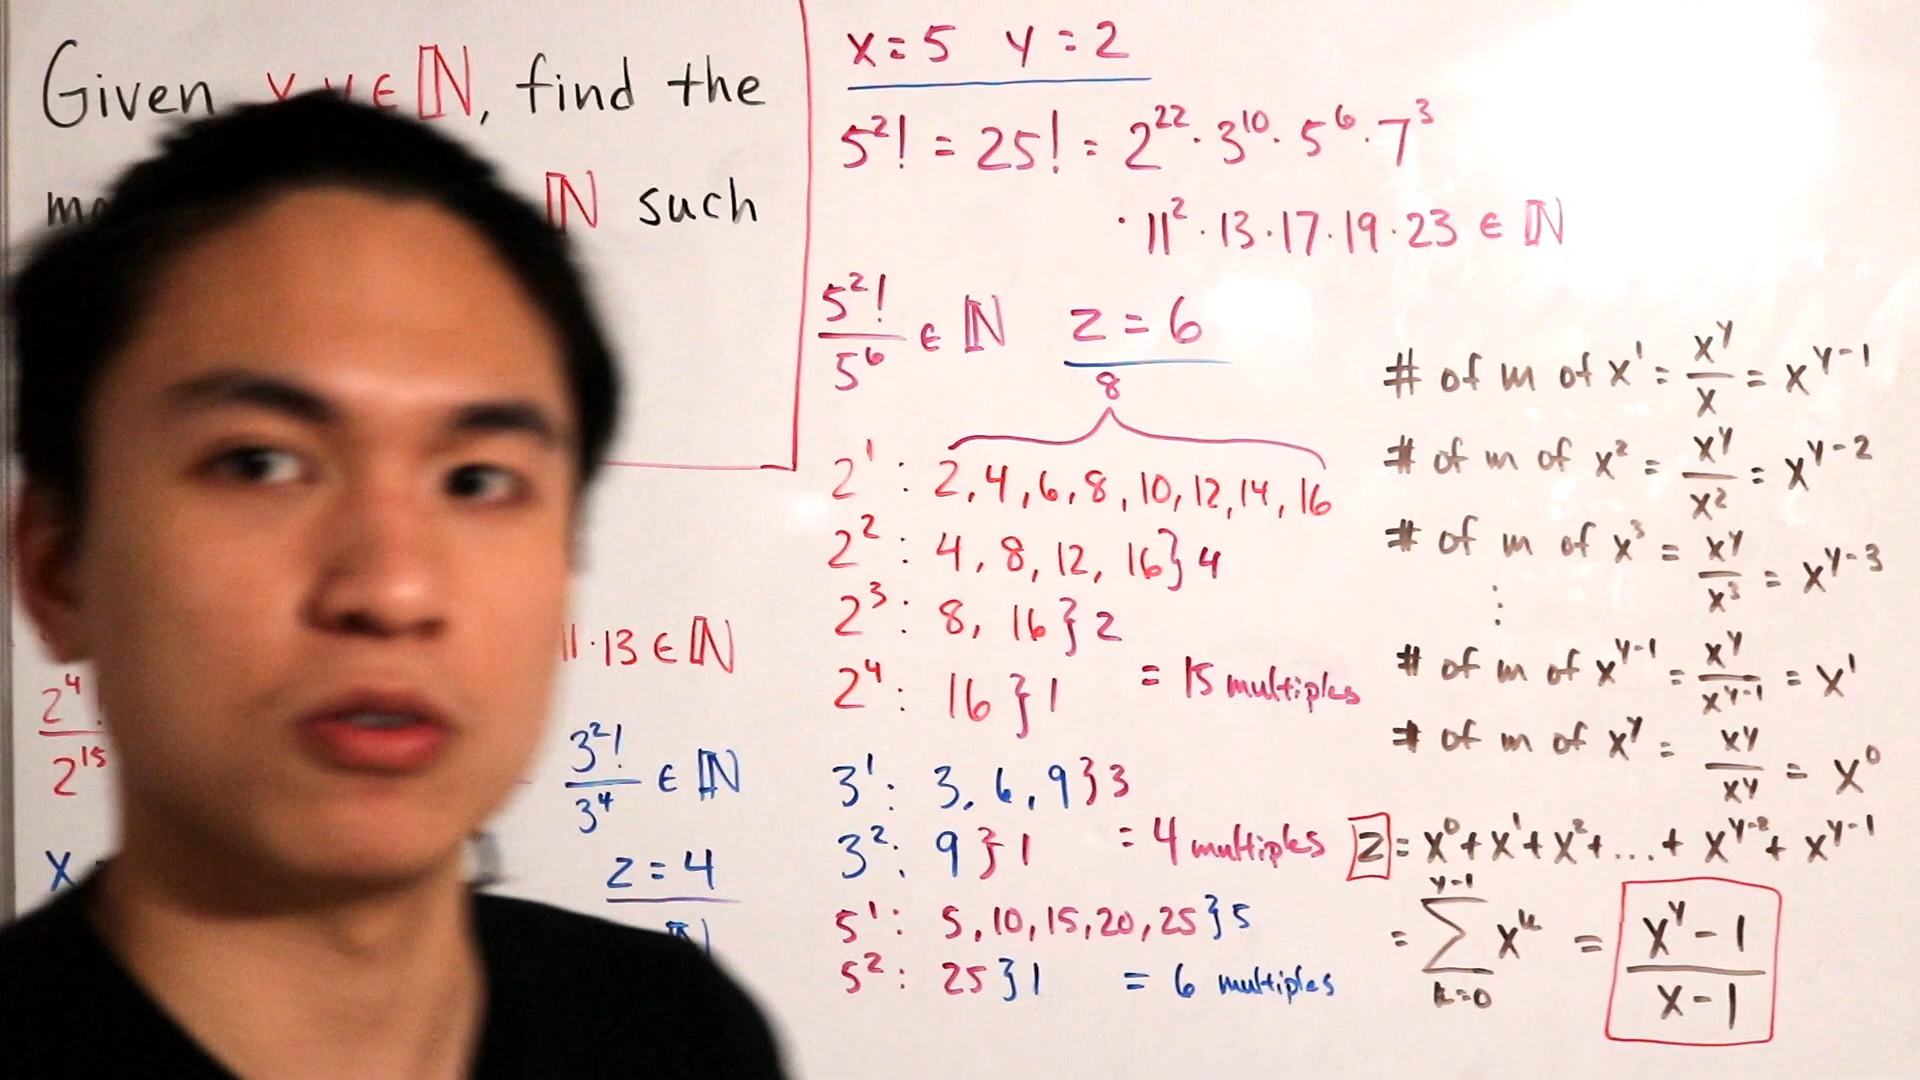 Given x, y ∈ ℕ, find the
ℕ such
11·13 ∈ ℕ
2⁴!
2¹⁵
3²!/3⁴ ∈ ℕ
x
z = 4
ℕ
x = 5 y = 2
5²! = 25! = 2²² · 3¹⁰ · 5⁶ · 7³
· 11² · 13 · 17 · 19 · 23 ∈ ℕ
5²!/5⁶ ∈ ℕ z = 6
8
2¹ : 2, 4, 6, 8, 10, 12, 14, 16
2² : 4, 8, 12, 16} 4
2³ : 8, 16} 2
2⁴ : 16} 1 = 15 multiples
3¹ : 3, 6, 9} 3
3² : 9} 1 = 4 multiples
5¹ : 5, 10, 15, 20, 25} 5
5² : 25} 1 = 6 multiples
# of m of x¹ = x^y/x = x^(y-1)
# of m of x² = x^y/x² = x^(y-2)
# of m of x³ = x^y/x³ = x^(y-3)
⋮
# of m of x^(y-1) = x^y/x^(y-1) = x¹
# of m of x^y = x^y/x^y = x⁰
z = x⁰ + x¹ + x² + ... + x^(y-2) + x^(y-1)
= ∑_{k=0}^{y-1} x^k = (x^y - 1)/(x - 1)